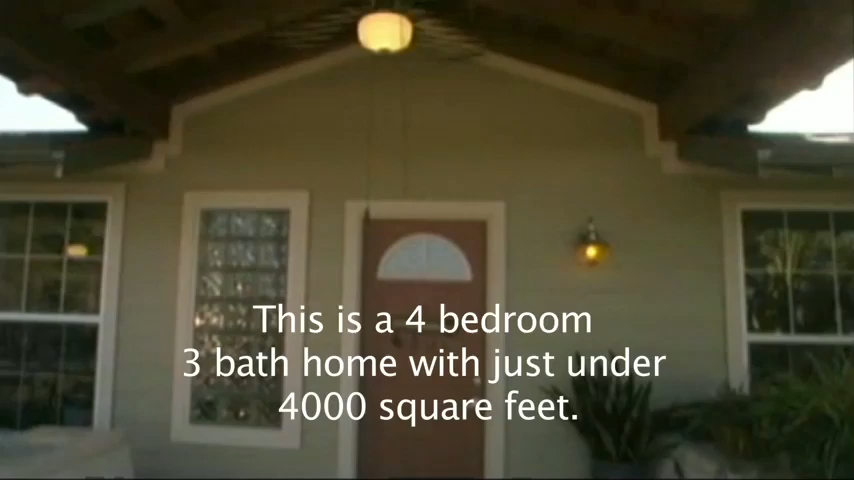 This is a 4 bedroom
3 bath home with just under
4000 square feet.